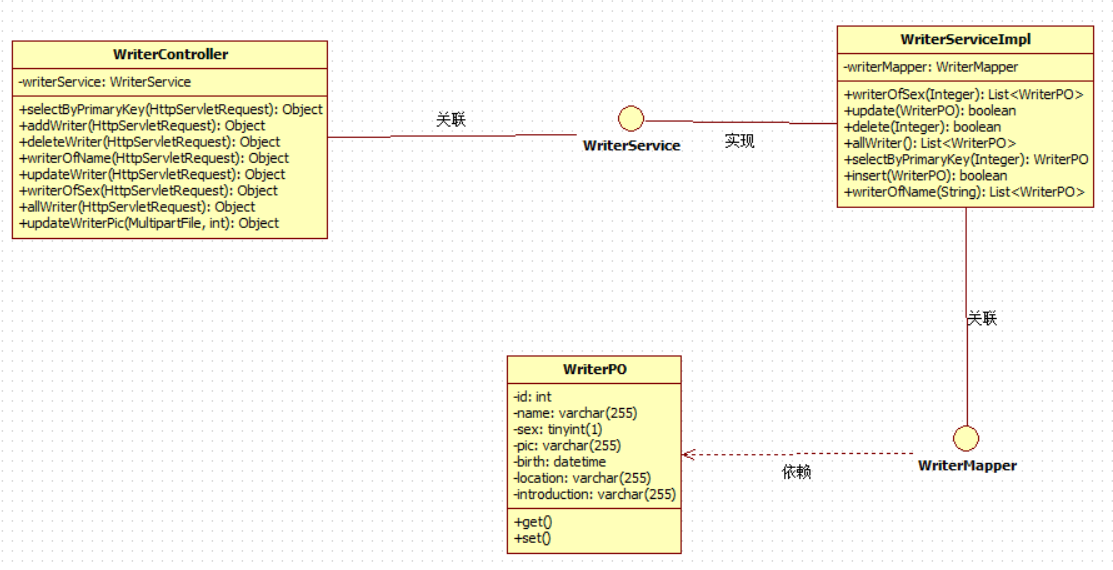 WriterController
-writerService: WriterService
+selectByPrimaryKey(HttpServletRequest): Object
+addWriter(HttpServletRequest): Object
+deleteWriter(HttpServletRequest): Object
+writerOfName(HttpServletRequest): Object
+updateWriter(HttpServletRequest): Object
+writerOfSex(HttpServletRequest): Object
+allWriter(HttpServletRequest): Object
+updateWriterPic(MultipartFile, int): Object
关联
WriterService
实现
WriterServiceImpl
-writerMapper: WriterMapper
+writerOfSex(Integer): List<WriterPO>
+update(WriterPO): boolean
+delete(Integer): boolean
+allWriter(): List<WriterPO>
+selectByPrimaryKey(Integer): WriterPO
+insert(WriterPO): boolean
+writerOfName(String): List<WriterPO>
关联
WriterPO
-id: int
-name: varchar(255)
-sex: tinyint(1)
-pic: varchar(255)
-birth: datetime
-location: varchar(255)
-introduction: varchar(255)
+get()
+set()
依赖
WriterMapper